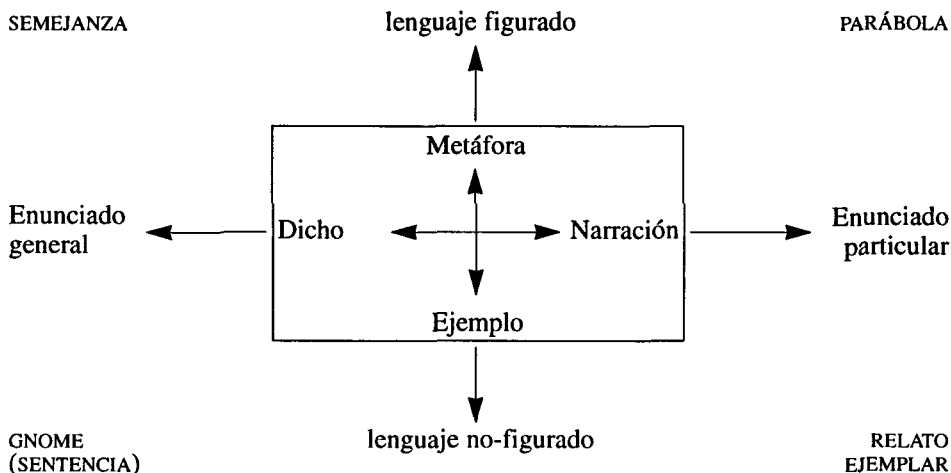 SEMEJANZA lenguaje figurado PARÁBOLA
Metáfora
Enunciado general Dicho Narración Enunciado particular
Ejemplo
GNOME (SENTENCIA) lenguaje no-figurado RELATO EJEMPLAR